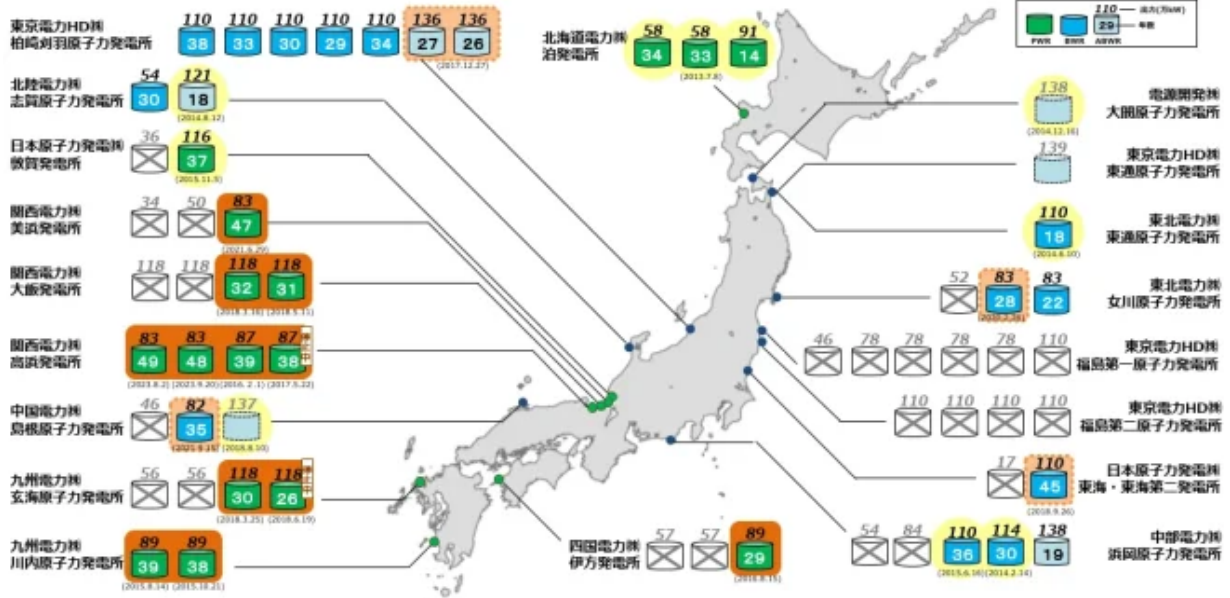 東京電力HD㈱
柏崎刈羽原子力発電所
110 110 110 110 110 136 136
38 33 30 29 34 27 26
(2017.12.27)
北海道電力㈱
泊発電所
58 58 91
34 33 14
(2013.7.8)
110 出力(万kW)
29 年数
PWR BWR ABWR
北陸電力㈱
志賀原子力発電所
54 121
30 18
(2014.8.12)
日本原子力発電㈱
敦賀発電所
36 116
37
(2015.11.5)
関西電力㈱
美浜発電所
34 50 83
47
(2021.6.29)
関西電力㈱
大飯発電所
118 118 118 118
32 31
(2018.3.16) (2018.5.11)
関西電力㈱
高浜発電所
83 83 87 87
49 48 39 38
(2023.8.2) (2023.9.20) (2016.2.1) (2017.5.22)
中国電力㈱
島根原子力発電所
46 82 137
35
(2021.9.15) (2018.8.10)
九州電力㈱
玄海原子力発電所
56 56 118 118
30 26
(2018.3.25) (2018.6.19)
九州電力㈱
川内原子力発電所
89 89
39 38
(2015.8.14) (2015.10.21)
四国電力㈱
伊方発電所
57 57 89
29
(2016.8.15)
138
(2014.12.16)
電源開発㈱
大間原子力発電所
139
東京電力HD㈱
東通原子力発電所
110
18
(2014.6.10)
東北電力㈱
東通原子力発電所
52 83 83
28 22
東北電力㈱
女川原子力発電所
46 78 78 78 78 110
東京電力HD㈱
福島第一原子力発電所
110 110 110 110
東京電力HD㈱
福島第二原子力発電所
17 110
45
(2018.9.26)
日本原子力発電㈱
東海・東海第二発電所
54 84 110 114 138
36 30 19
(2015.6.16) (2014.2.14)
中部電力㈱
浜岡原子力発電所